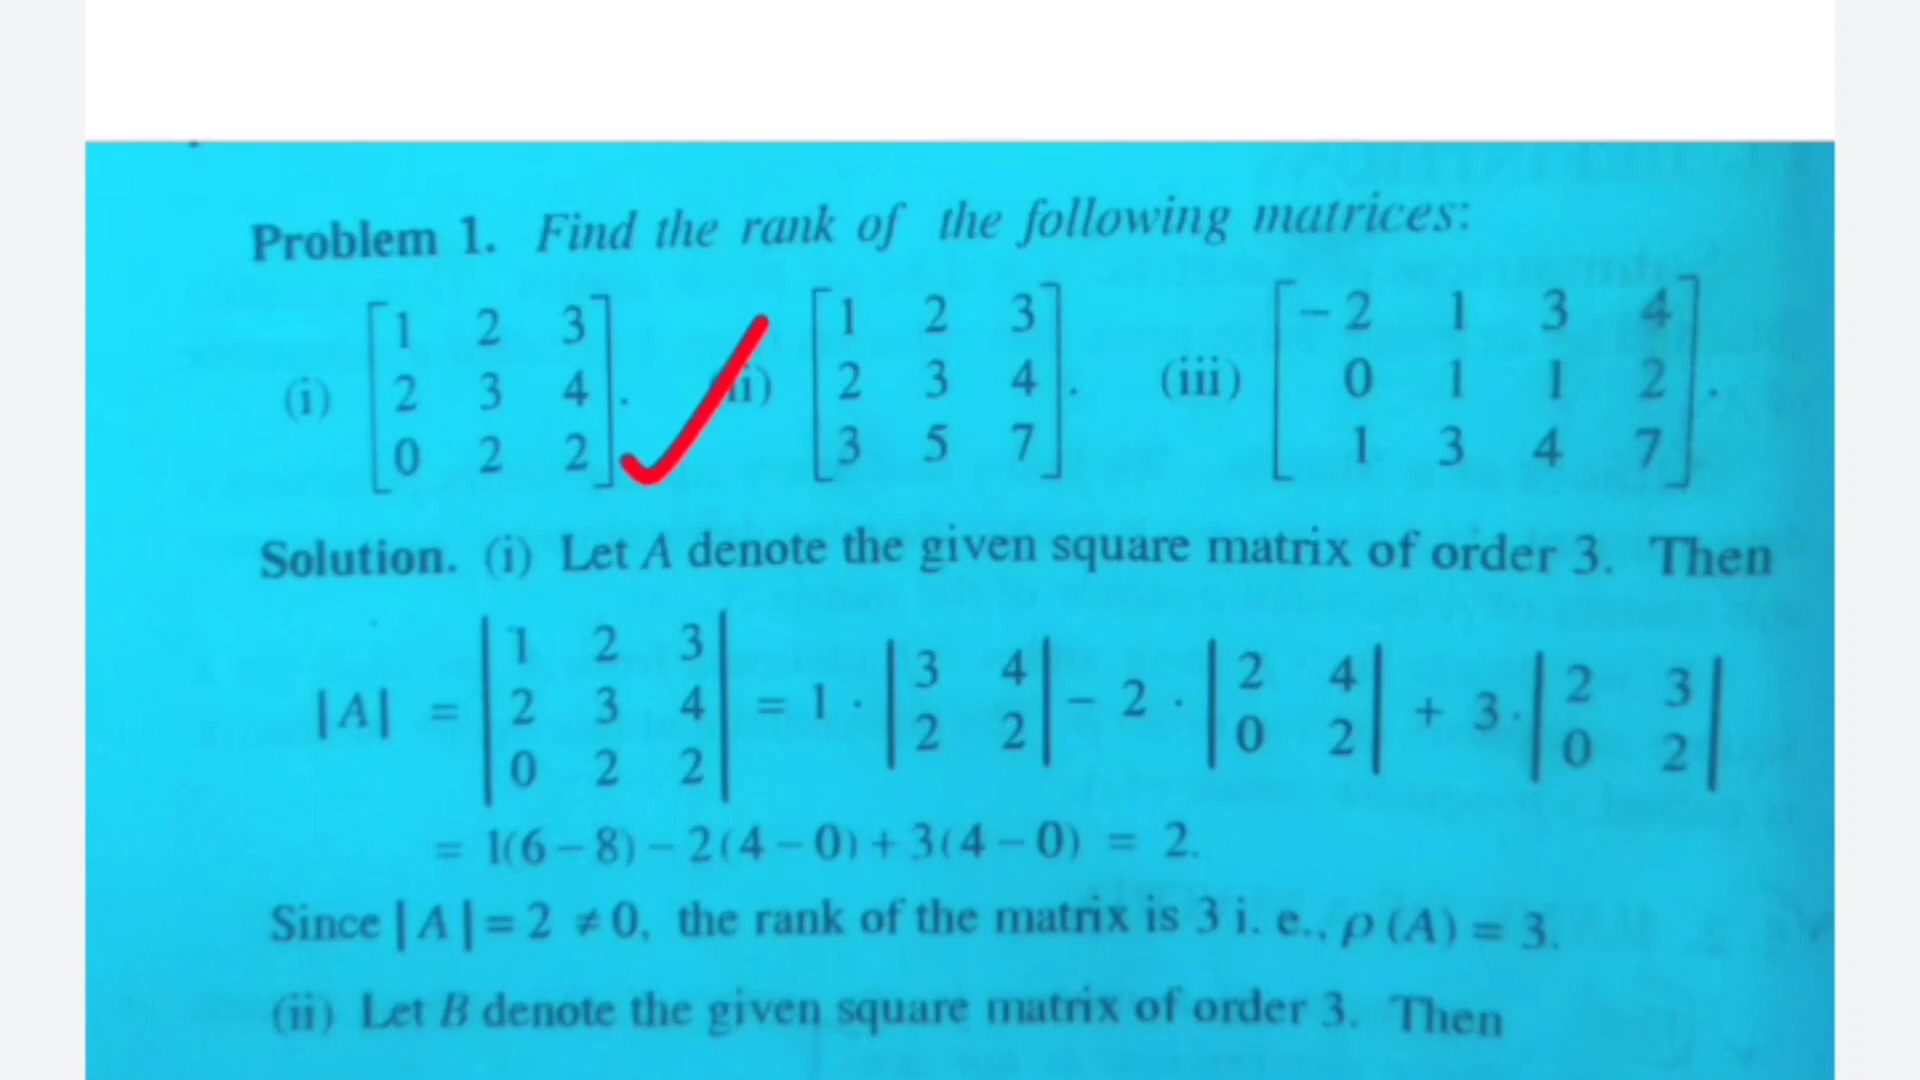 Problem 1. Find the rank of the following matrices:
(i) [1 2 3; 2 3 4; 0 2 2]. (ii) [1 2 3; 2 3 4; 3 5 7]. (iii) [-2 1 3 4; 0 1 1 2; 1 3 4 7].
Solution. (i) Let A denote the given square matrix of order 3. Then
|A| = |1 2 3; 2 3 4; 0 2 2| = 1 · |3 4; 2 2| - 2 · |2 4; 0 2| + 3 · |2 3; 0 2|
= 1(6-8) - 2(4-0) + 3(4-0) = 2.
Since |A| = 2 ≠ 0, the rank of the matrix is 3 i. e., ρ (A) = 3.
(ii) Let B denote the given square matrix of order 3. Then